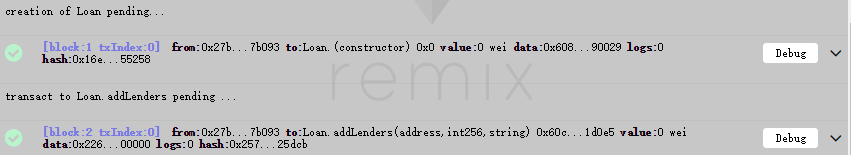 creation of Loan pending...
[block:1 txIndex:0] from:0x27b...7b093 to:Loan.(constructor) 0x0 value:0 wei data:0x608...90029 logs:0
hash:0x16e...55258
Debug
remix
transact to Loan.addLenders pending ...
[block:2 txIndex:0] from:0x27b...7b093 to:Loan.addLenders(address,int256,string) 0x60c...1d0e5 value:0 wei
data:0x226...00000 logs:0 hash:0x257...25dcb
Debug